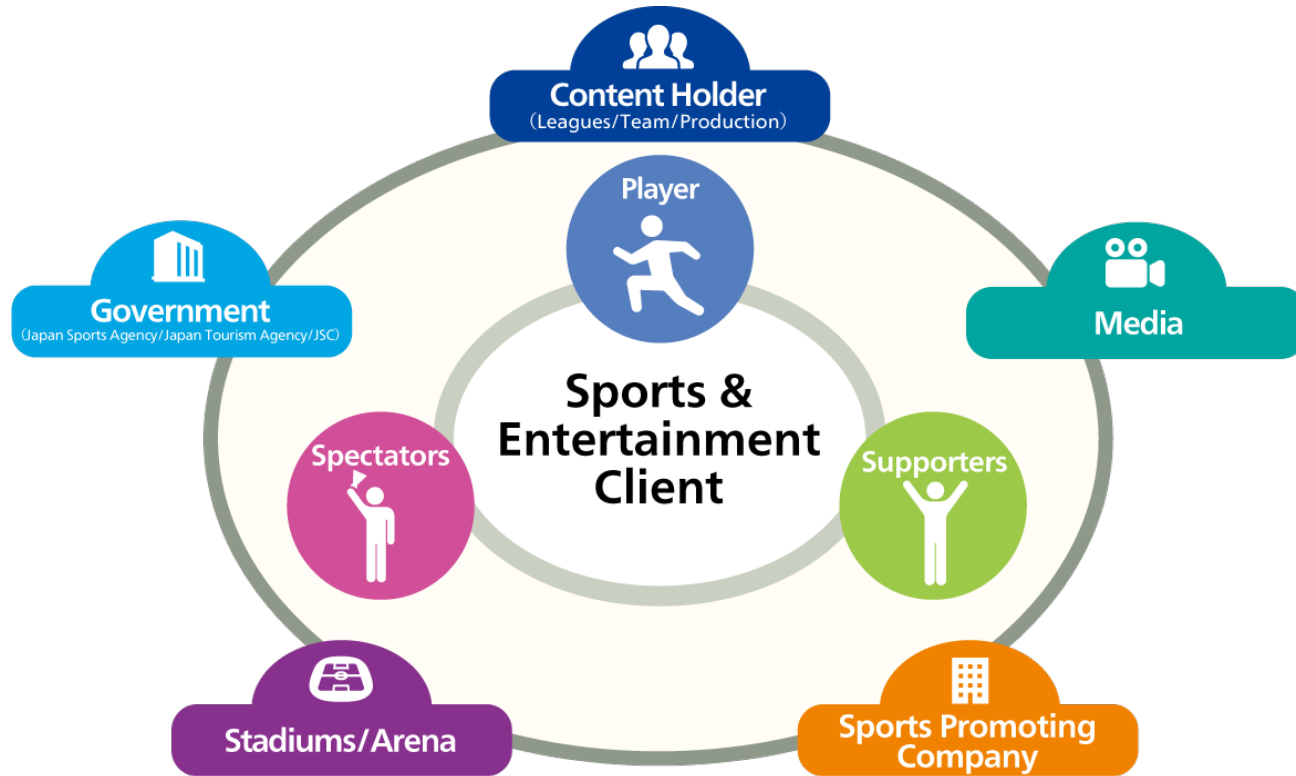 Content Holder
（Leagues/Team/Production）
Player
Government
(Japan Sports Agency/Japan Tourism Agency/JSC)
Media
Sports &
Entertainment
Client
Spectators
Supporters
Stadiums/Arena
Sports Promoting
Company